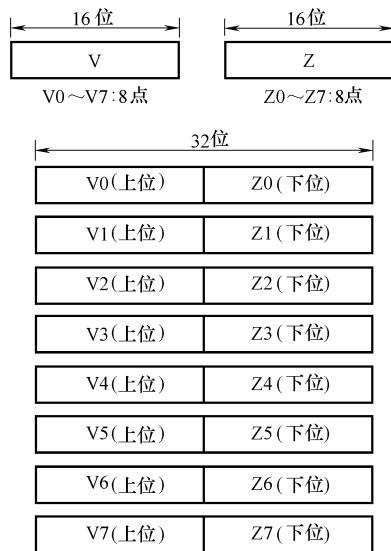 16位 16位
V Z
V0～V7:8点 Z0～Z7:8点
32位
V0(上位) Z0(下位)
V1(上位) Z1(下位)
V2(上位) Z2(下位)
V3(上位) Z3(下位)
V4(上位) Z4(下位)
V5(上位) Z5(下位)
V6(上位) Z6(下位)
V7(上位) Z7(下位)